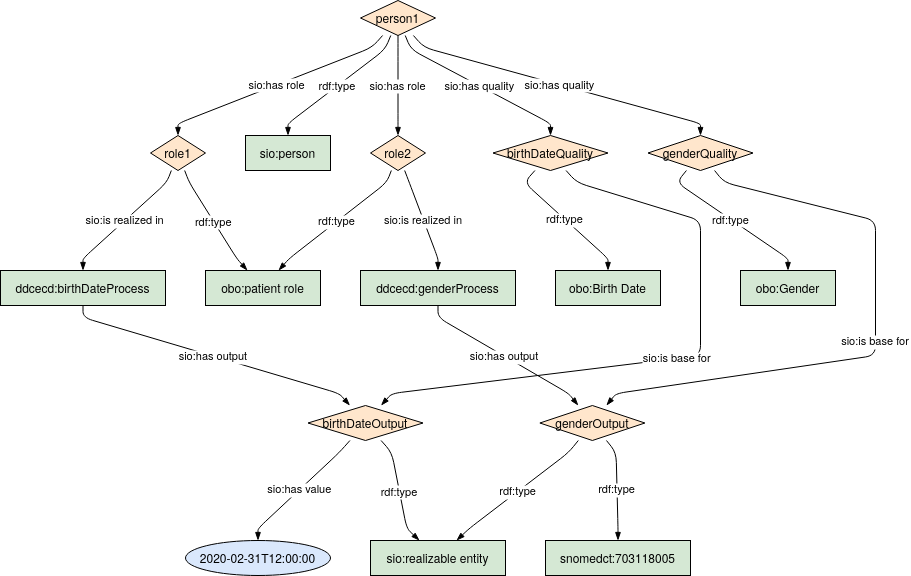 person1
sio:has role
rdf:type
sio:has role
sio:has quality
sio:has quality
role1
sio:person
role2
birthDateQuality
genderQuality
sio:is realized in
rdf:type
rdf:type
sio:is realized in
rdf:type
rdf:type
ddcecd:birthDateProcess
obo:patient role
ddcecd:genderProcess
obo:Birth Date
obo:Gender
sio:has output
sio:has output
sio:is base for
sio:is base for
birthDateOutput
genderOutput
sio:has value
rdf:type
rdf:type
rdf:type
2020-02-31T12:00:00
sio:realizable entity
snomedct:703118005